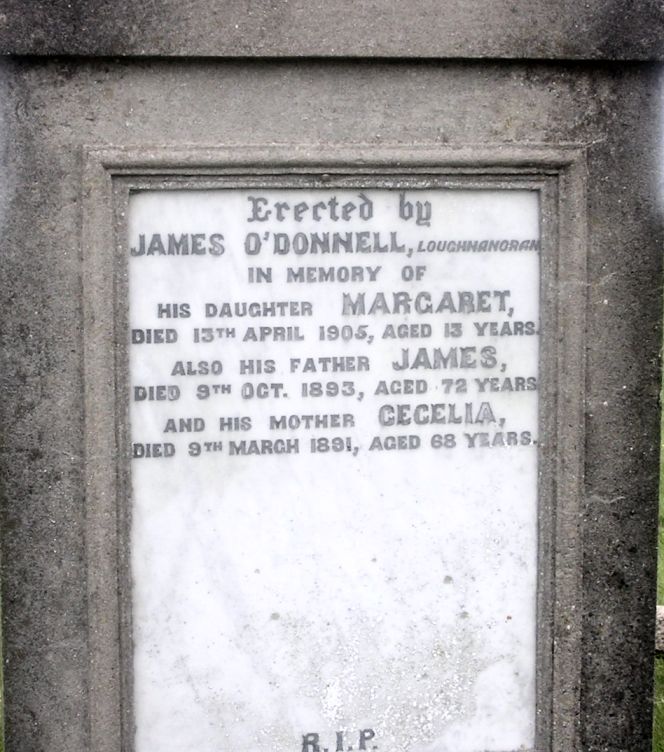 Erected by
JAMES O'DONNELL, LOUGHNANORAN
IN MEMORY OF
HIS DAUGHTER MARGARET,
DIED 13TH APRIL 1905, AGED 13 YEARS.
ALSO HIS FATHER JAMES,
DIED 9TH OCT. 1893, AGED 72 YEARS
AND HIS MOTHER CECELIA,
DIED 9TH MARCH 1891, AGED 68 YEARS.
R.I.P.